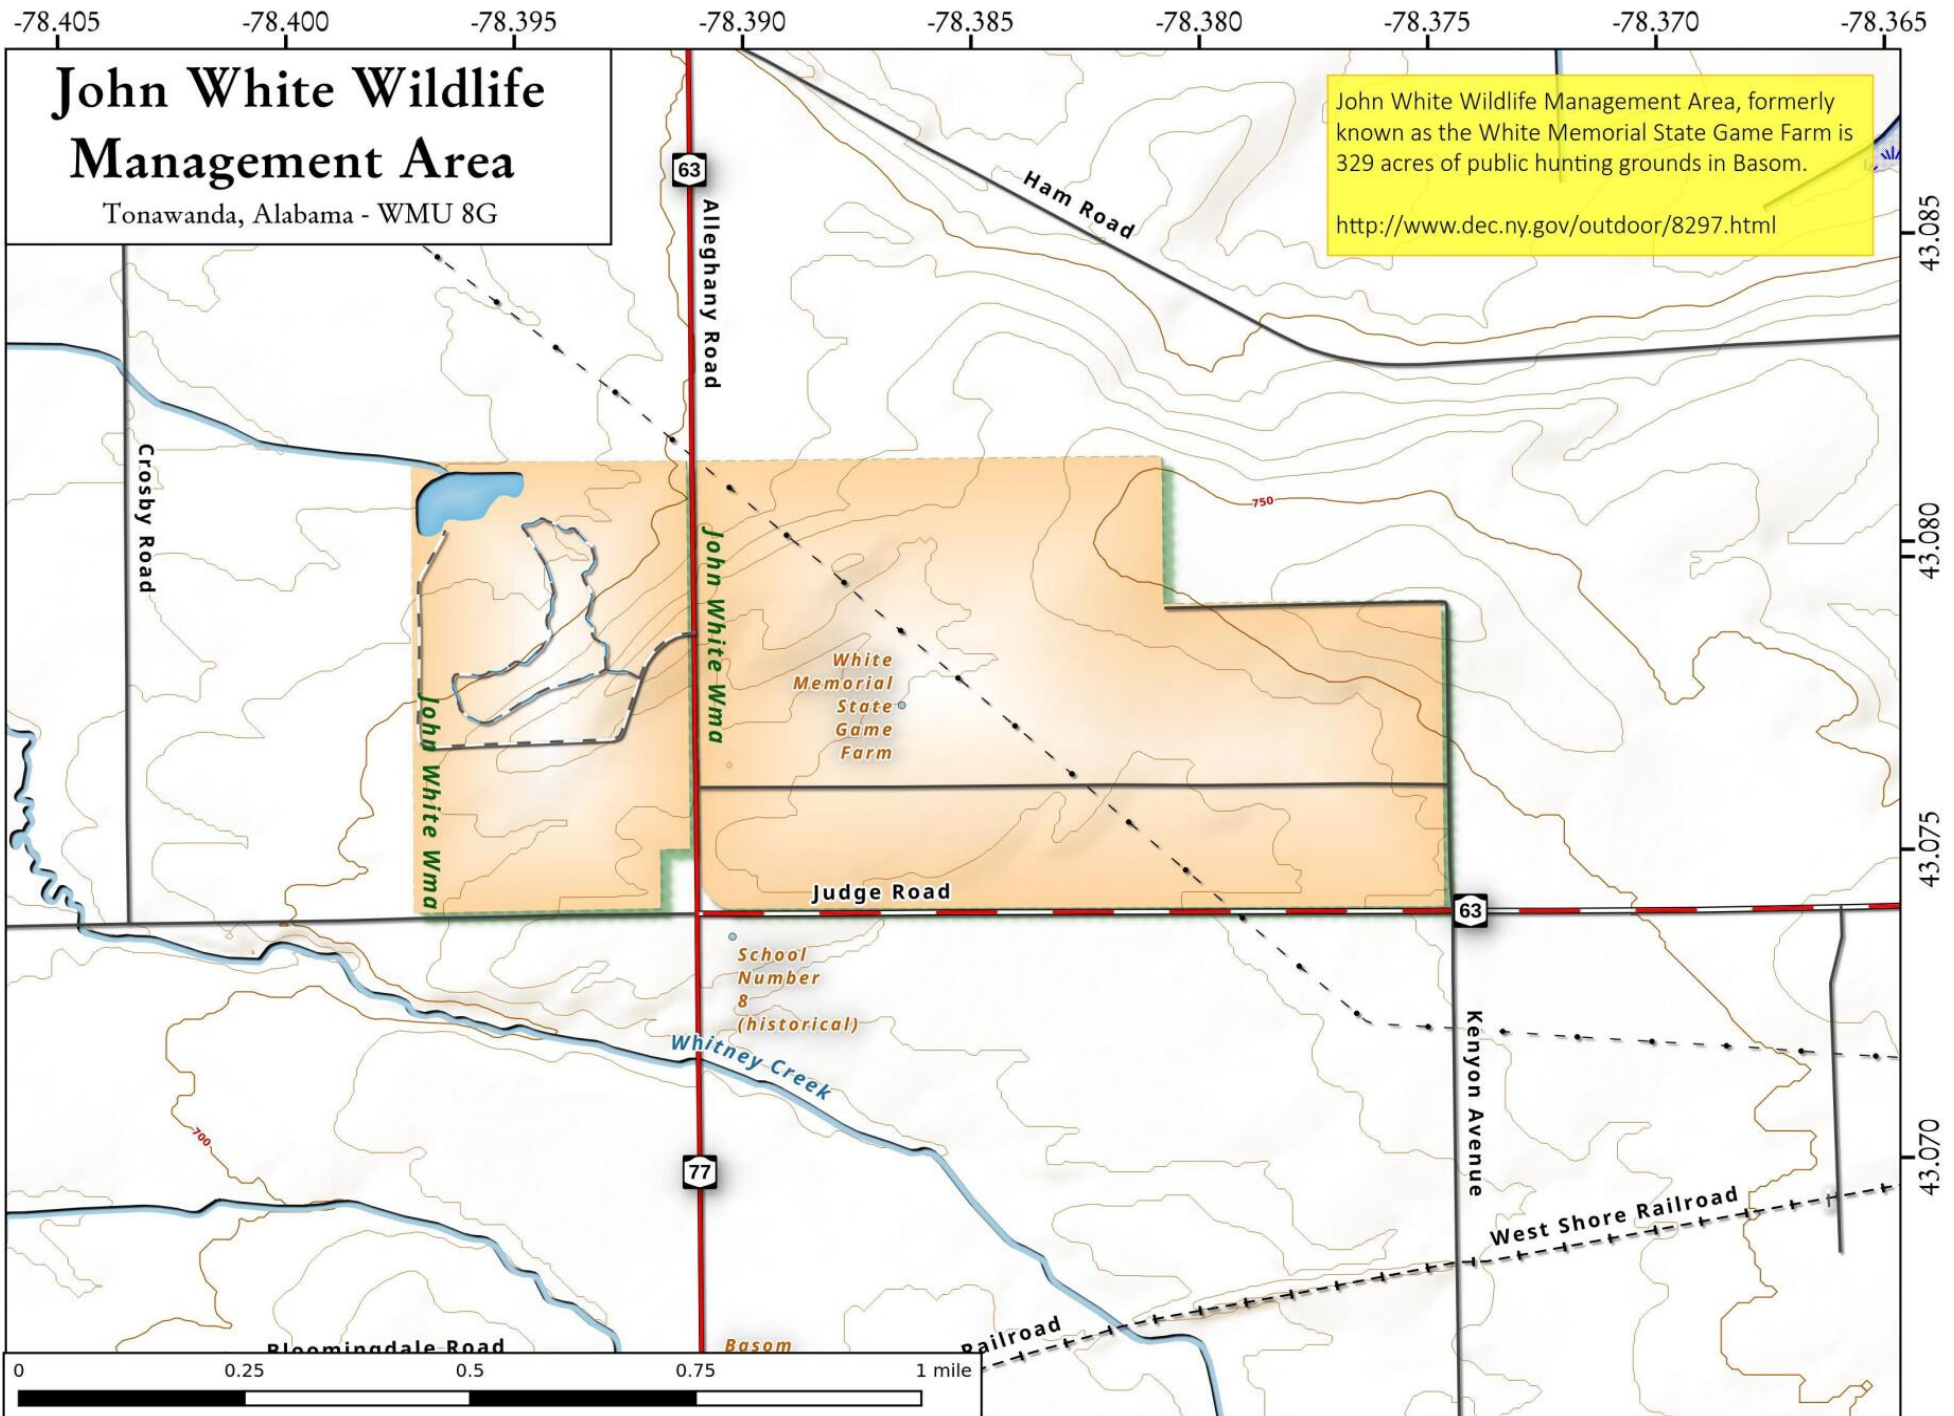 -78.405 -78.400 -78.395 -78.390 -78.385 -78.380 -78.375 -78.370 -78.365
John White Wildlife
Management Area
Tonawanda, Alabama - WMU 8G
John White Wildlife Management Area, formerly
known as the White Memorial State Game Farm is
329 acres of public hunting grounds in Basom.
http://www.dec.ny.gov/outdoor/8297.html
63
Alleghany Road
Ham Road
43.085
Crosby Road
750
43.080
John White Wma
John White Wma
White
Memorial
State
Game
Farm
43.075
Judge Road
63
School
Number
8
(historical)
Whitney Creek
Kenyon Avenue
700
77
43.070
West Shore Railroad
Railroad
Bloomingdale Road
Basom
0 0.25 0.5 0.75 1 mile